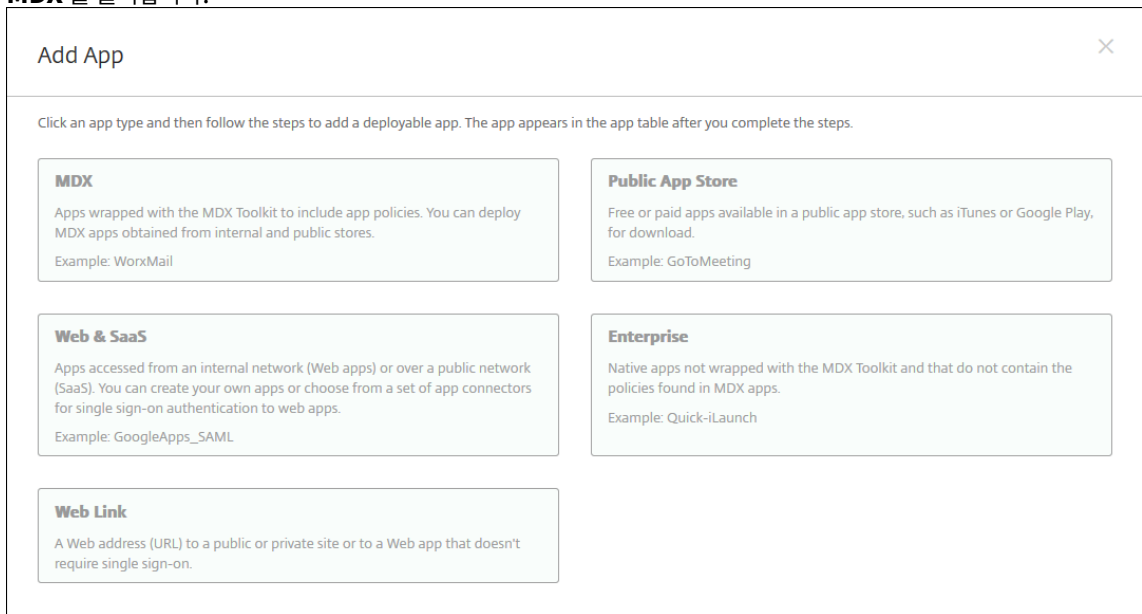 MDX
Add App
Click an app type and then follow the steps to add a deployable app. The app appears in the app table after you complete the steps.
MDX
Apps wrapped with the MDX Toolkit to include app policies. You can deploy
MDX apps obtained from internal and public stores.
Example: WorxMail
Public App Store
Free or paid apps available in a public app store, such as iTunes or Google Play,
for download.
Example: GoToMeeting
Web & SaaS
Apps accessed from an internal network (Web apps) or over a public network
(SaaS). You can create your own apps or choose from a set of app connectors
for single sign-on authentication to web apps.
Example: GoogleApps_SAML
Enterprise
Native apps not wrapped with the MDX Toolkit and that do not contain the
policies found in MDX apps.
Example: Quick-iLaunch
Web Link
A Web address (URL) to a public or private site or to a Web app that doesn't
require single sign-on.